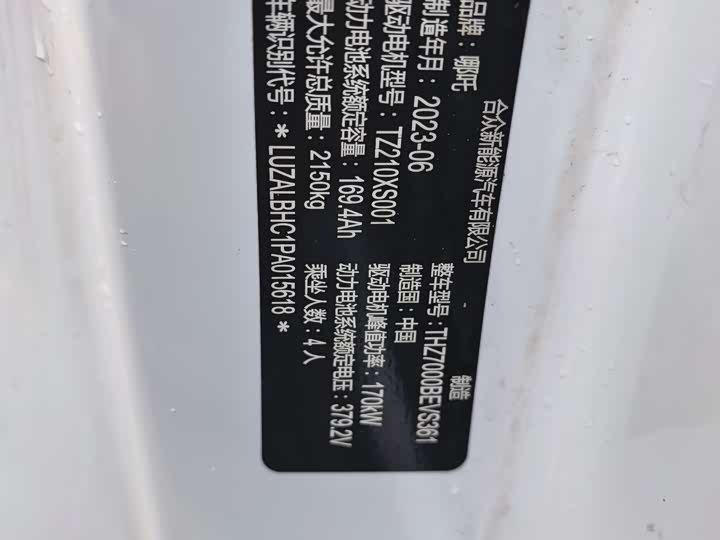 合众新能源汽车有限公司 制造
品牌：哪吒 整车型号：THZ7000BEVS361
制造年月：2023-06 制造国：中国
驱动电机型号：TZ210XS001 驱动电机峰值功率：170kW
动力电池系统额定容量：169.4Ah 动力电池系统额定电压：379.2V
最大允许总质量：2150kg 乘坐人数：4人
车辆识别代号：*LUZALBHC1PA015618*